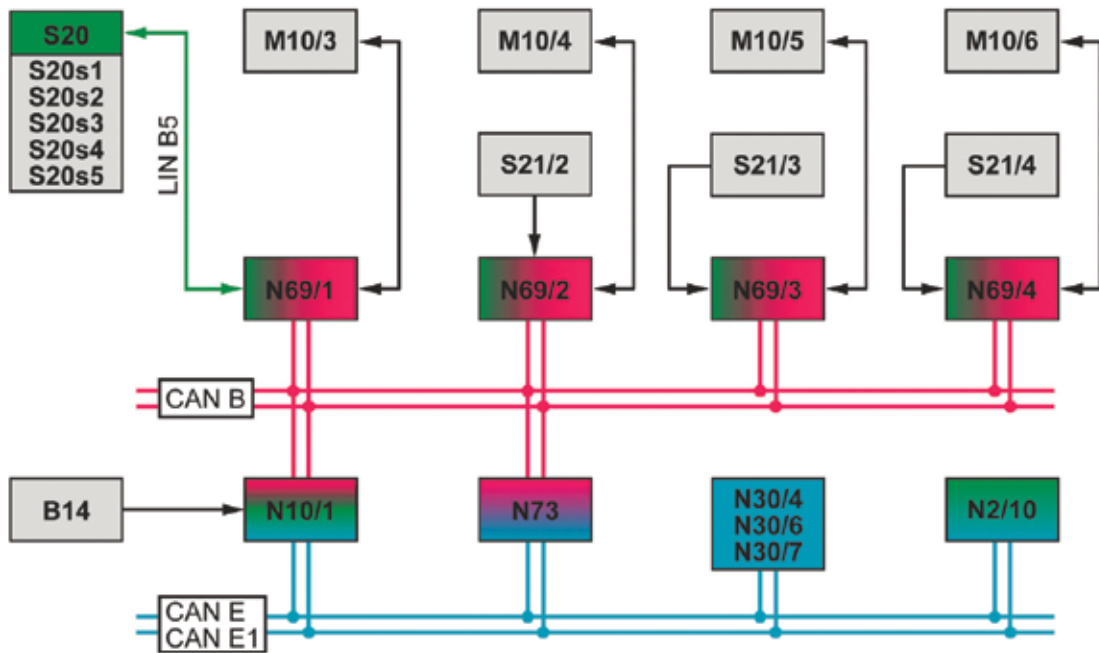 S20
S20s1
S20s2
S20s3
S20s4
S20s5
LIN B5
M10/3
M10/4
M10/5
M10/6
S21/2
S21/3
S21/4
N69/1
N69/2
N69/3
N69/4
CAN B
B14
N10/1
N73
N30/4
N30/6
N30/7
N2/10
CAN E
CAN E1